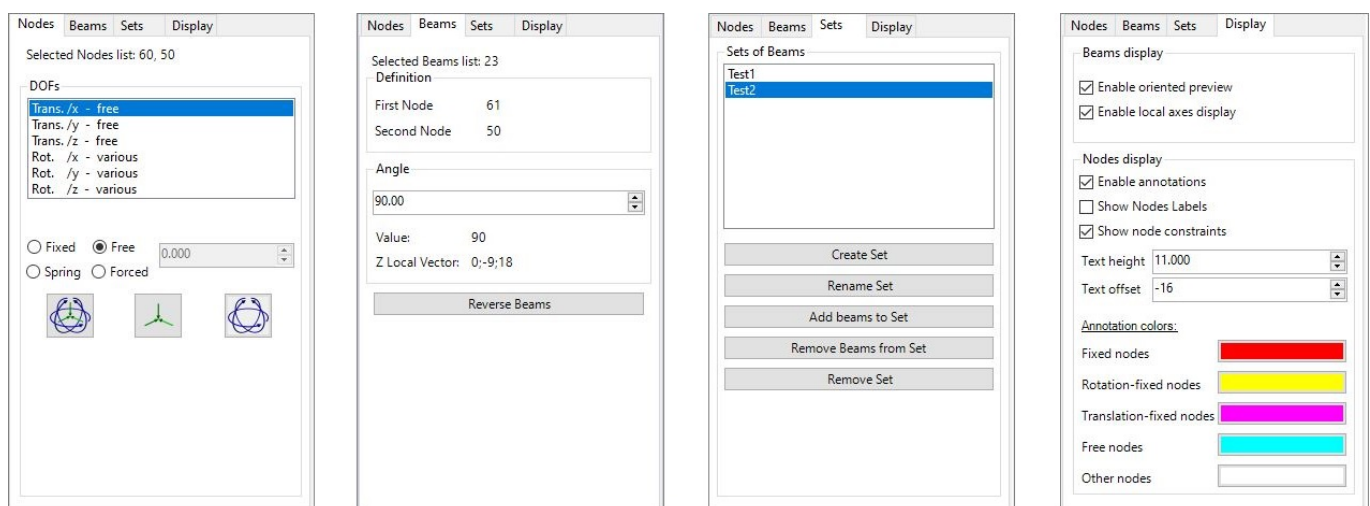 Nodes Beams Sets Display
Selected Nodes list: 60, 50
DOFs
Trans. /x - free
Trans. /y - free
Trans. /z - free
Rot. /x - various
Rot. /y - various
Rot. /z - various
Fixed Free 0.000
Spring Forced
Nodes Beams Sets Display
Selected Beams list: 23
Definition
First Node 61
Second Node 50
Angle
90.00
Value: 90
Z Local Vector: 0;-9;18
Reverse Beams
Nodes Beams Sets Display
Sets of Beams
Test1
Test2
Create Set
Rename Set
Add beams to Set
Remove Beams from Set
Remove Set
Nodes Beams Sets Display
Beams display
Enable oriented preview
Enable local axes display
Nodes display
Enable annotations
Show Nodes Labels
Show node constraints
Text height 11.000
Text offset -16
Annotation colors:
Fixed nodes
Rotation-fixed nodes
Translation-fixed nodes
Free nodes
Other nodes